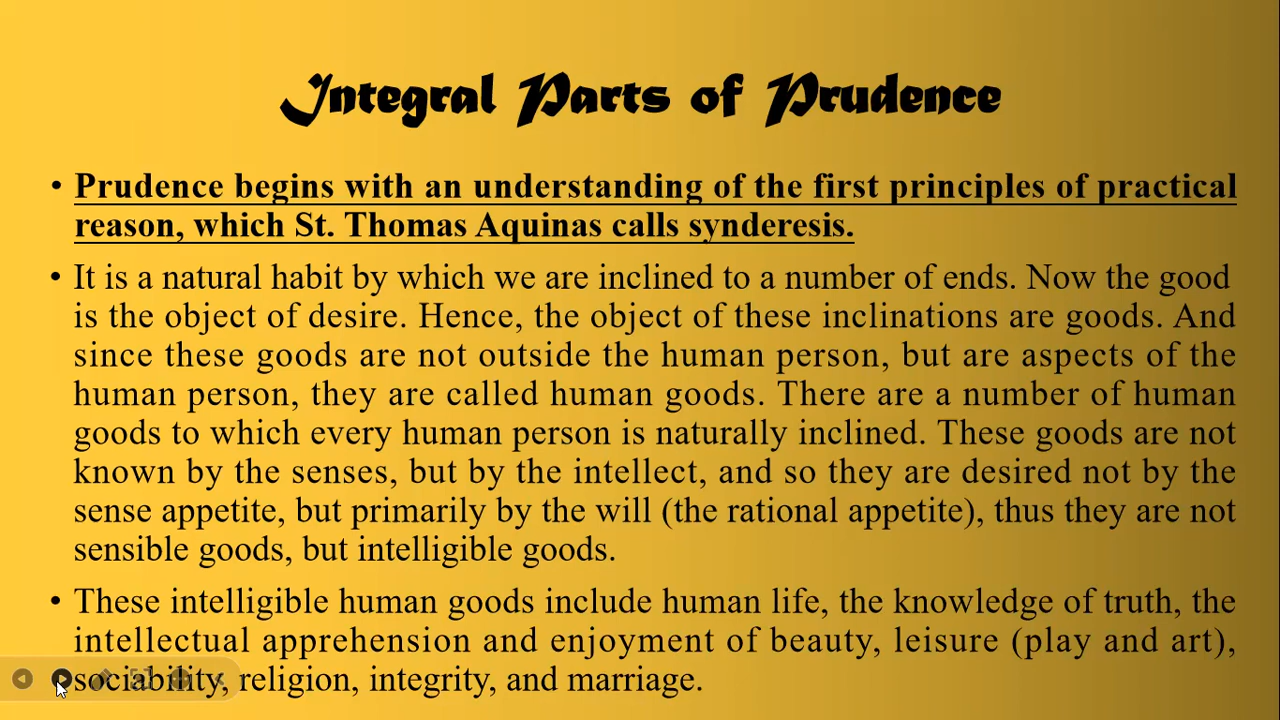 Integral Parts of Prudence
• Prudence begins with an understanding of the first principles of practical
reason, which St. Thomas Aquinas calls synderesis.
• It is a natural habit by which we are inclined to a number of ends. Now the good
is the object of desire. Hence, the object of these inclinations are goods. And
since these goods are not outside the human person, but are aspects of the
human person, they are called human goods. There are a number of human
goods to which every human person is naturally inclined. These goods are not
known by the senses, but by the intellect, and so they are desired not by the
sense appetite, but primarily by the will (the rational appetite), thus they are not
sensible goods, but intelligible goods.
• These intelligible human goods include human life, the knowledge of truth, the
intellectual apprehension and enjoyment of beauty, leisure (play and art),
sociability, religion, integrity, and marriage.